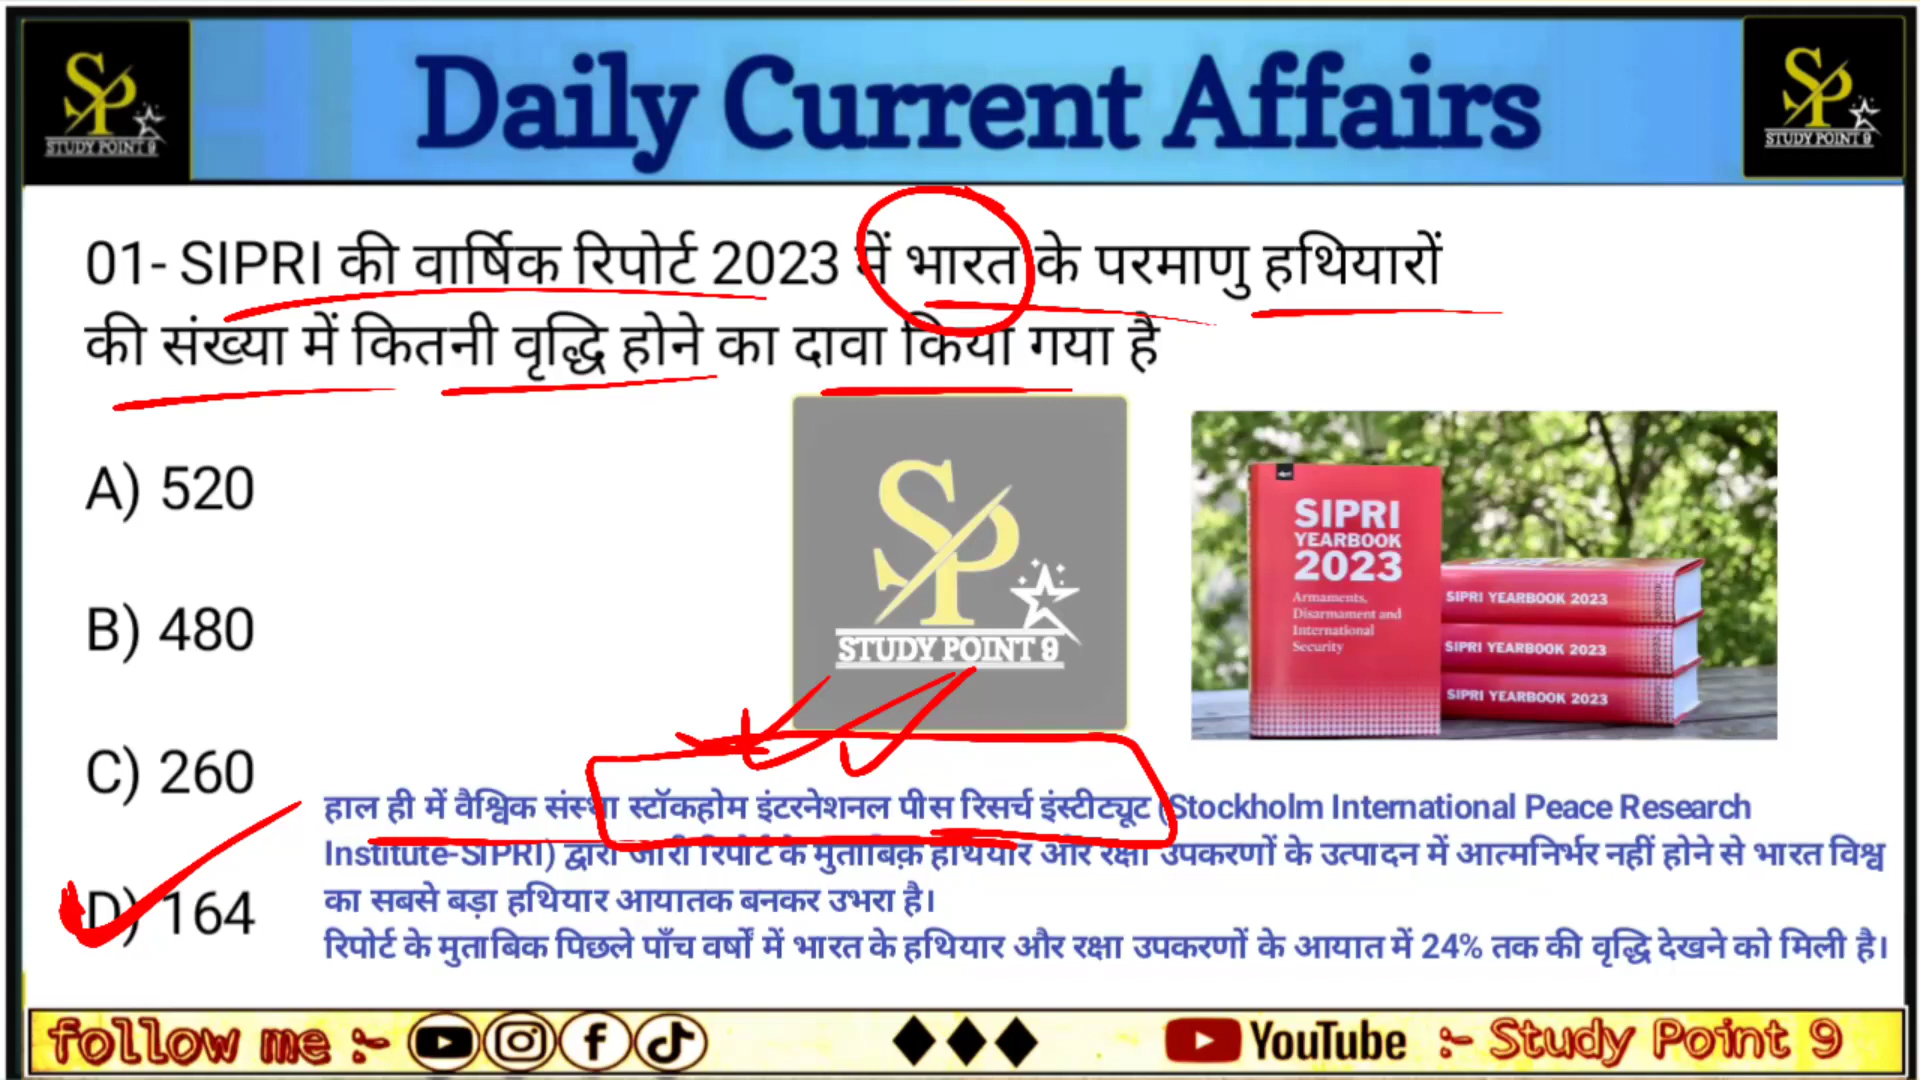 SP
STUDY POINT 9
Daily Current Affairs
SP
STUDY POINT 9
01- SIPRI की वार्षिक रिपोर्ट 2023 में भारत के परमाणु हथियारों
की संख्या में कितनी वृद्धि होने का दावा किया गया है
A) 520
B) 480
C) 260
D) 164
SP
STUDY POINT 9
SIPRI
YEARBOOK
2023
Armaments,
Disarmament and
International
Security
SIPRI YEARBOOK 2023
SIPRI YEARBOOK 2023
SIPRI YEARBOOK 2023
हाल ही में वैश्विक संस्था स्टॉकहोम इंटरनेशनल पीस रिसर्च इंस्टीट्यूट (Stockholm International Peace Research
Institute-SIPRI) द्वारा जारी रिपोर्ट के मुताबिक़ हथियार और रक्षा उपकरणों के उत्पादन में आत्मनिर्भर नहीं होने से भारत विश्व
का सबसे बड़ा हथियार आयातक बनकर उभरा है।
रिपोर्ट के मुताबिक पिछले पाँच वर्षों में भारत के हथियार और रक्षा उपकरणों के आयात में 24% तक की वृद्धि देखने को मिली है।
follow me :-
YouTube :- Study Point 9